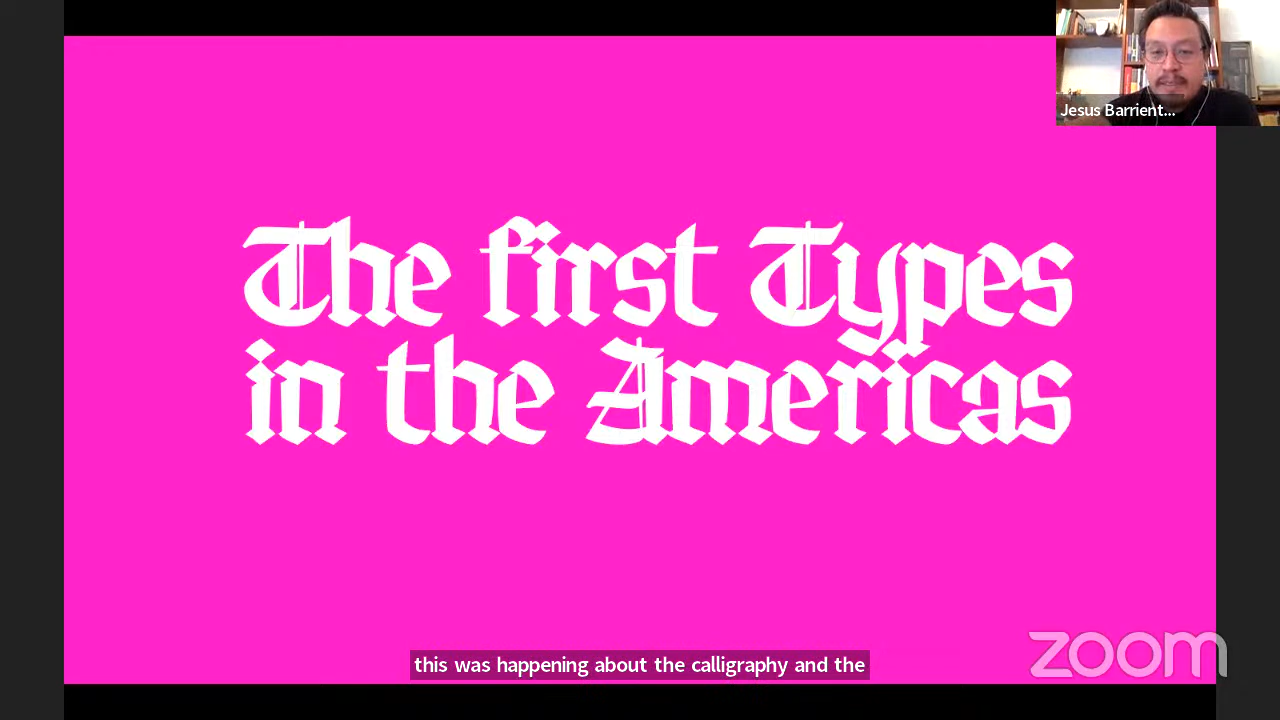 Jesus Barrient...
The first Types
in the Americas
this was happening about the calligraphy and the
zoom